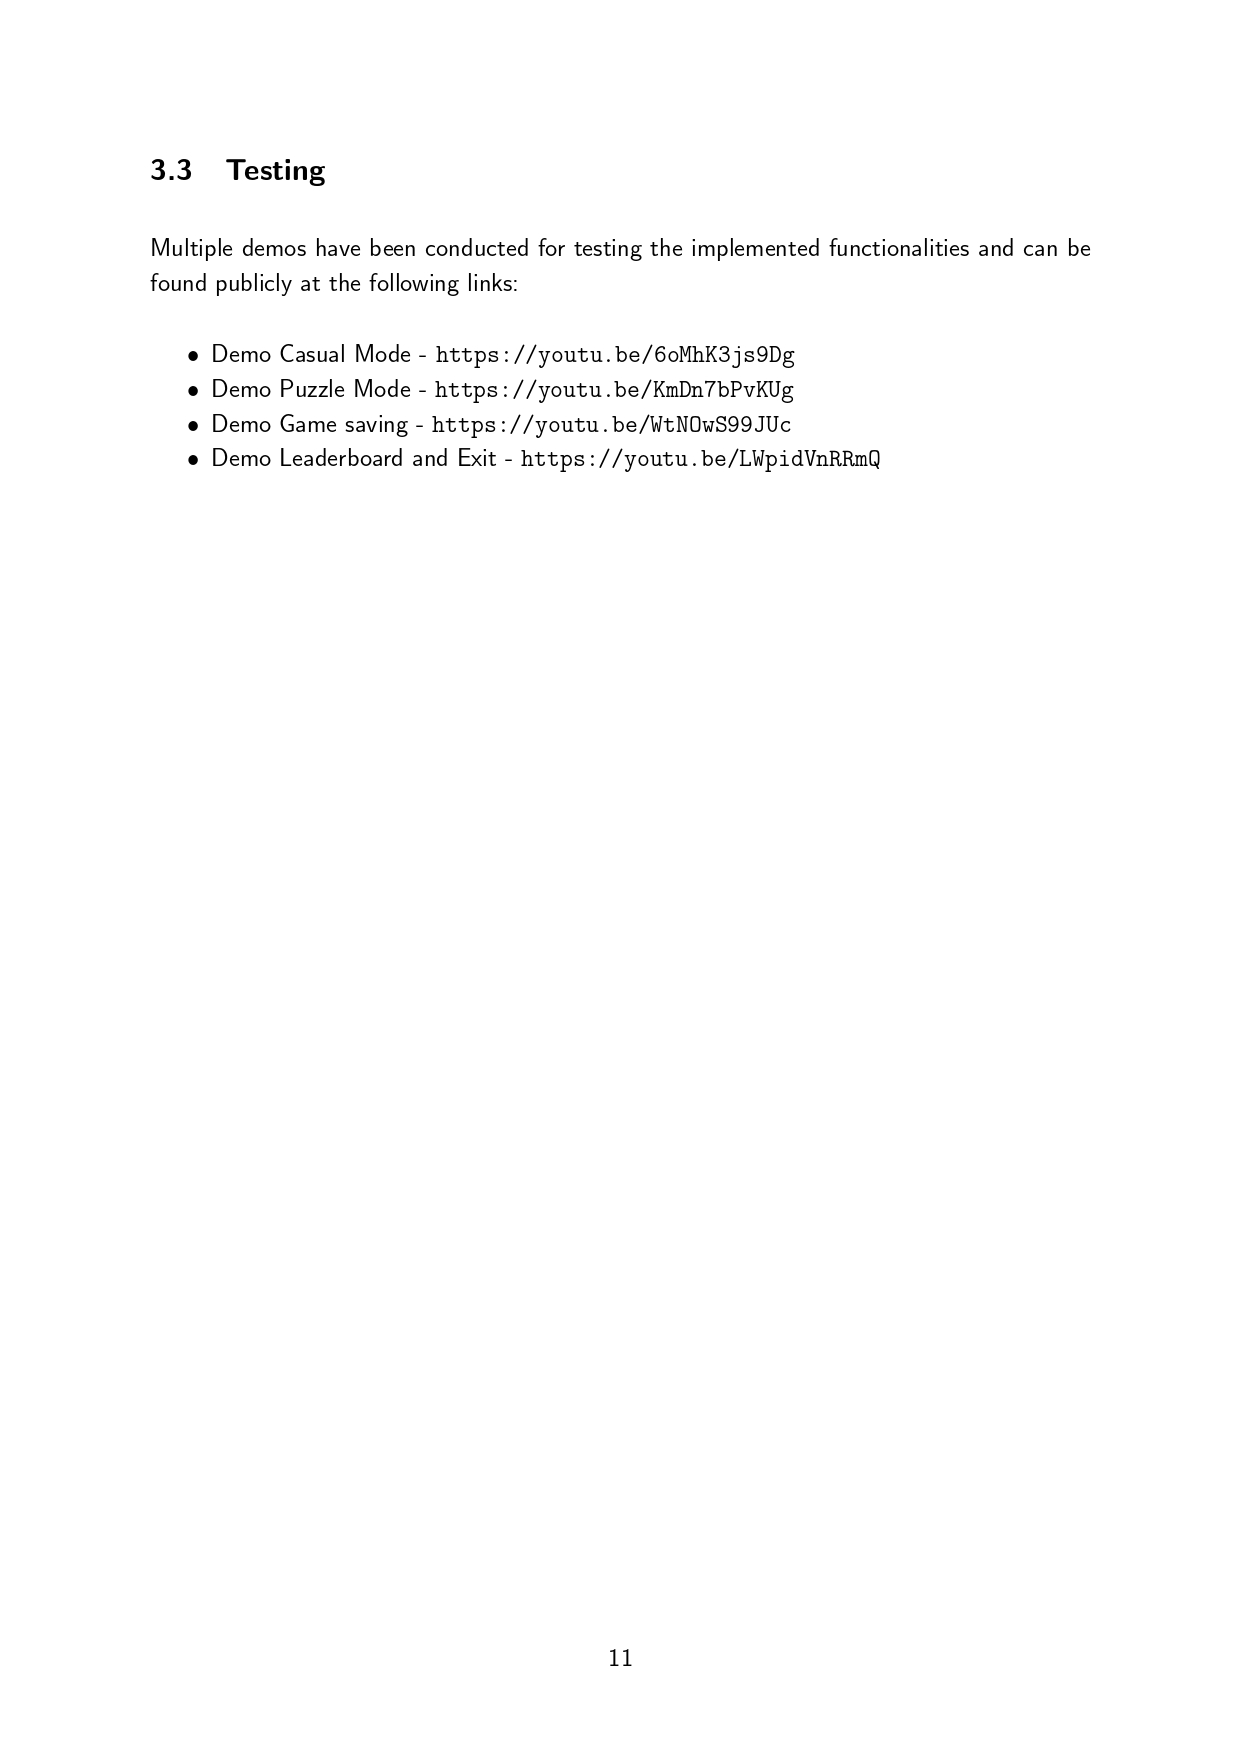 3.3 Testing
Multiple demos have been conducted for testing the implemented functionalities and can be
found publicly at the following links:
• Demo Casual Mode - https://youtu.be/6oMhK3js9Dg
• Demo Puzzle Mode - https://youtu.be/KmDn7bPvKUg
• Demo Game saving - https://youtu.be/WtNOwS99JUc
• Demo Leaderboard and Exit - https://youtu.be/LWpidVnRRmQ
11